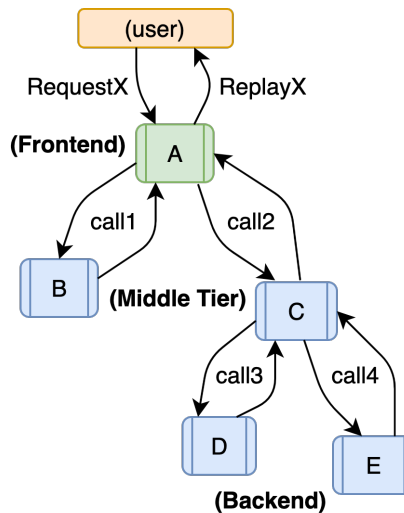 (user)
RequestX
ReplayX
(Frontend)
A
call1
call2
B
(Middle Tier)
C
call3
call4
D
E
(Backend)